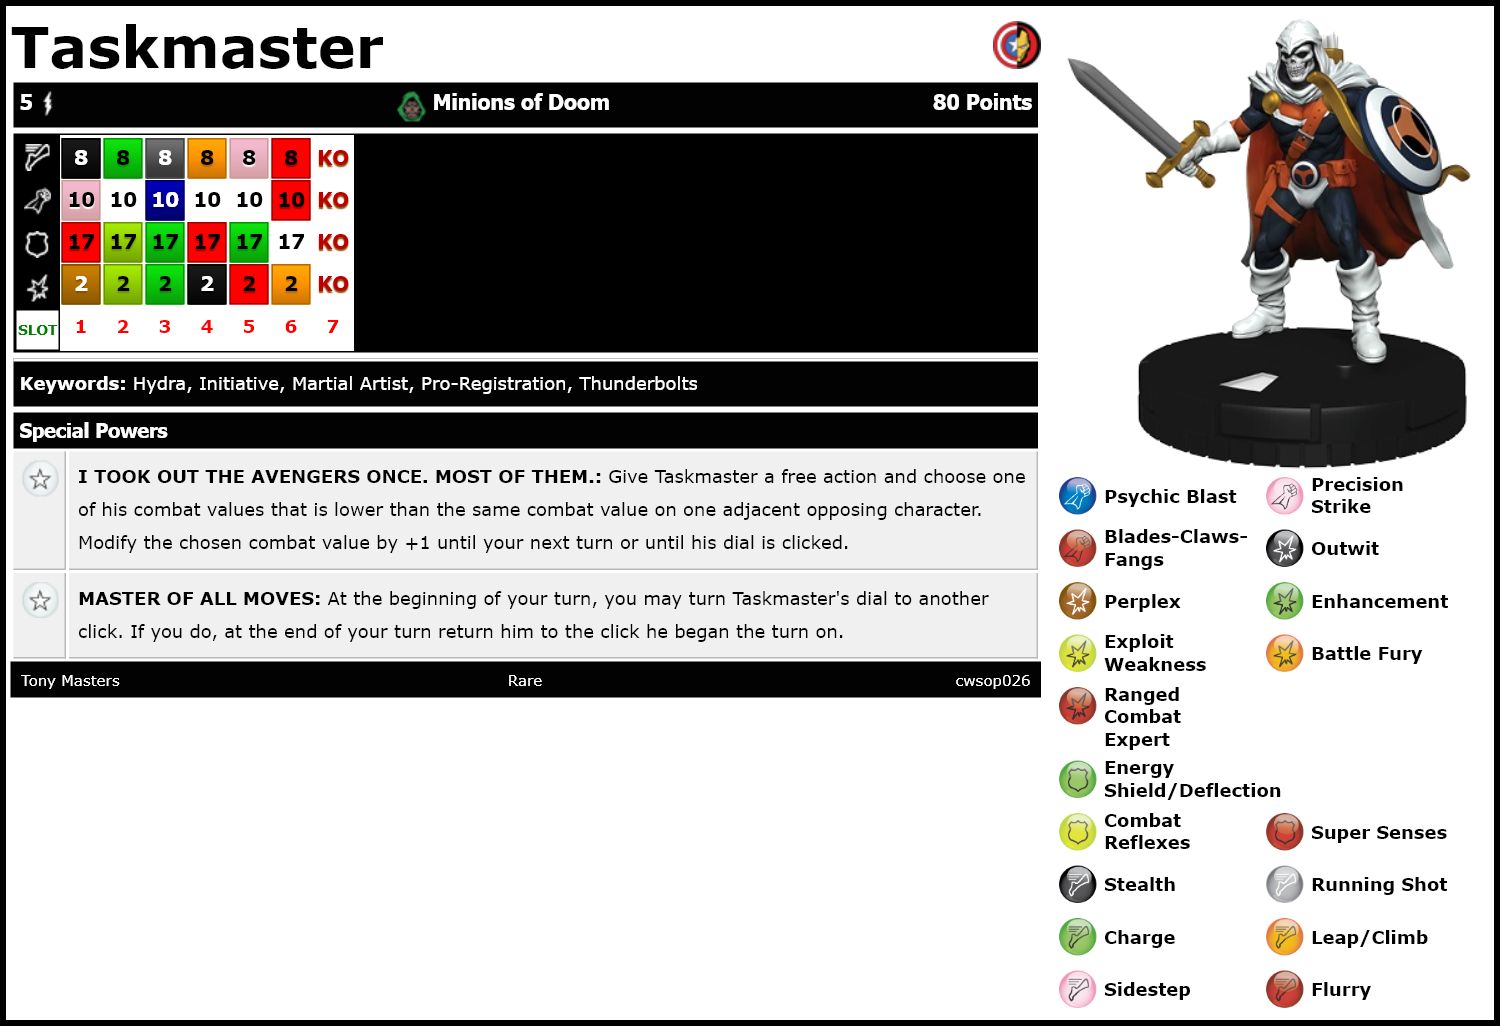 Taskmaster
5 Minions of Doom 80 Points
8 8 8 8 8 8 KO
10 10 10 10 10 10 KO
17 17 17 17 17 17 KO
2 2 2 2 2 2 KO
SLOT 1 2 3 4 5 6 7
Keywords: Hydra, Initiative, Martial Artist, Pro-Registration, Thunderbolts
Special Powers
I TOOK OUT THE AVENGERS ONCE. MOST OF THEM.: Give Taskmaster a free action and choose one
of his combat values that is lower than the same combat value on one adjacent opposing character.
Modify the chosen combat value by +1 until your next turn or until his dial is clicked.
MASTER OF ALL MOVES: At the beginning of your turn, you may turn Taskmaster's dial to another
click. If you do, at the end of your turn return him to the click he began the turn on.
Tony Masters Rare cwsop026
Psychic Blast
Precision
Strike
Blades-Claws-
Fangs
Outwit
Perplex
Enhancement
Exploit
Weakness
Battle Fury
Ranged
Combat
Expert
Energy
Shield/Deflection
Combat
Reflexes
Super Senses
Stealth
Running Shot
Charge
Leap/Climb
Sidestep
Flurry